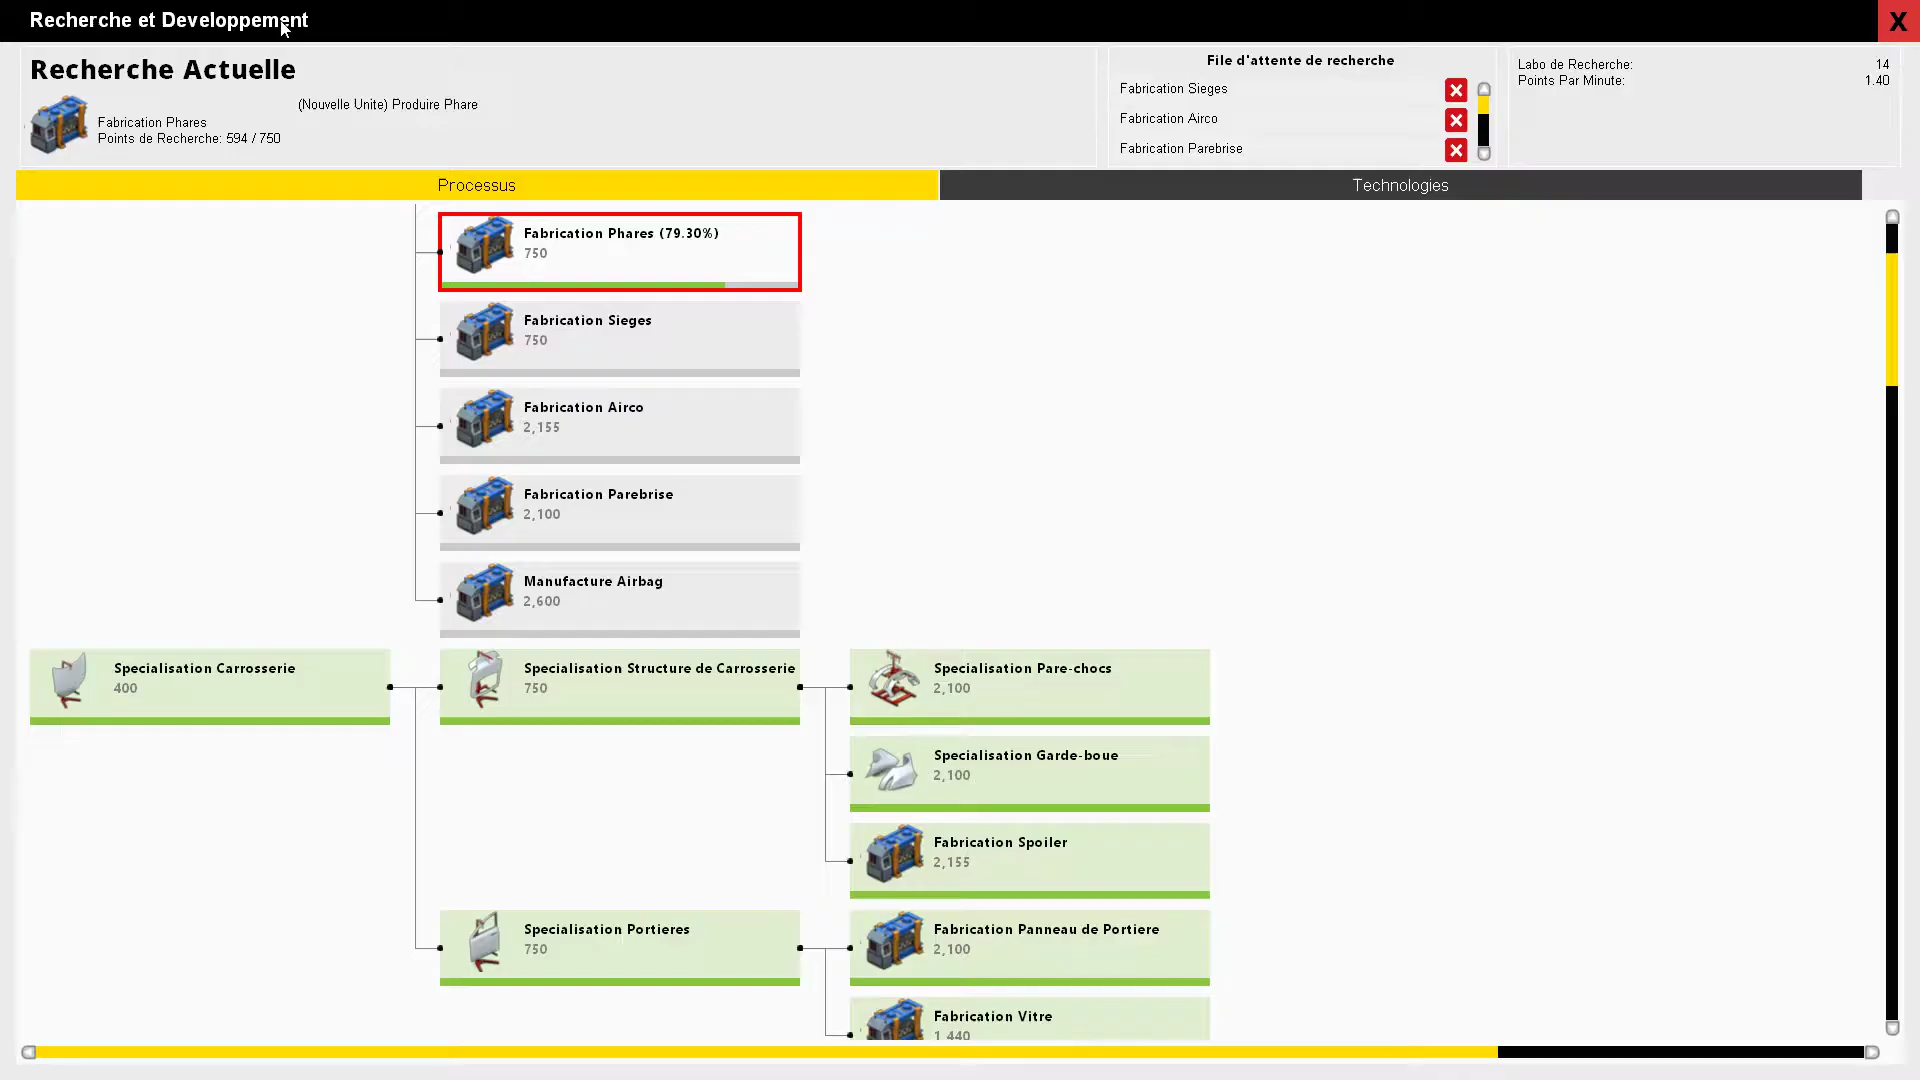 Recherche et Developpement
X
Recherche Actuelle
(Nouvelle Unite) Produire Phare
Fabrication Phares
Points de Recherche: 594 / 750
File d'attente de recherche
Fabrication Sieges
Fabrication Airco
Fabrication Parebrise
Labo de Recherche: 14
Points Par Minute: 1.40
Processus
Technologies
Fabrication Phares (79.30%)
750
Fabrication Sieges
750
Fabrication Airco
2,155
Fabrication Parebrise
2,100
Manufacture Airbag
2,600
Specialisation Carrosserie
400
Specialisation Structure de Carrosserie
750
Specialisation Pare-chocs
2,100
Specialisation Garde-boue
2,100
Fabrication Spoiler
2,155
Specialisation Portieres
750
Fabrication Panneau de Portiere
2,100
Fabrication Vitre
1,440